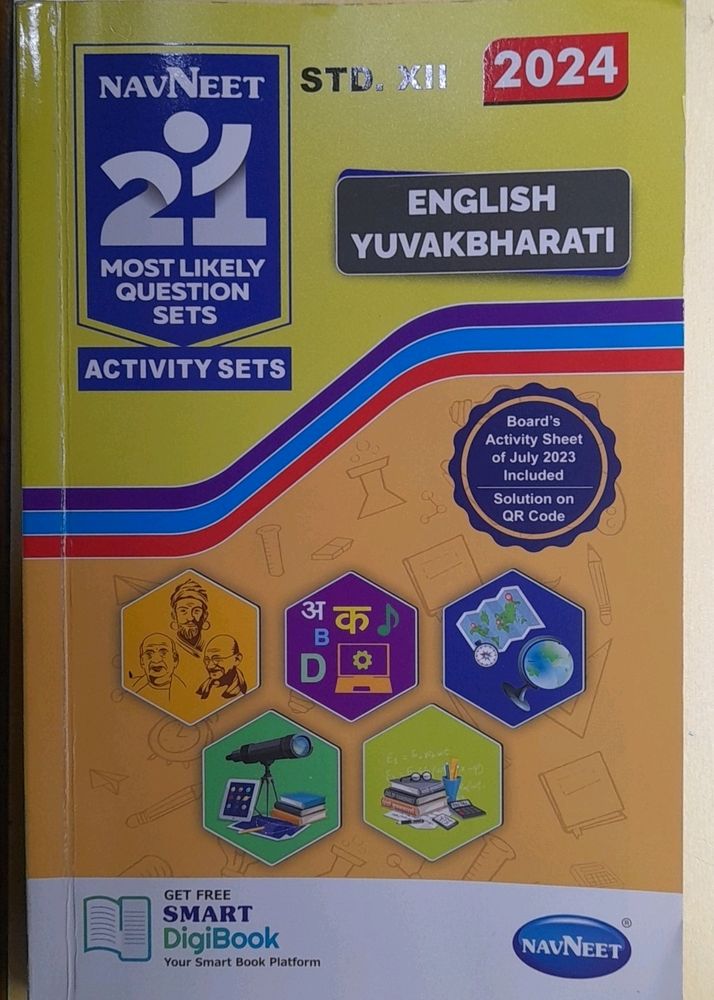 NAVNEET
21
MOST LIKELY
QUESTION
SETS
ACTIVITY SETS
STD. XII
2024
ENGLISH
YUVAKBHARATI
Board's
Activity Sheet
of July 2023
Included
Solution on
QR Code
अ
क
B
D
GET FREE
SMART
DigiBook
Your Smart Book Platform
NAVNEET®